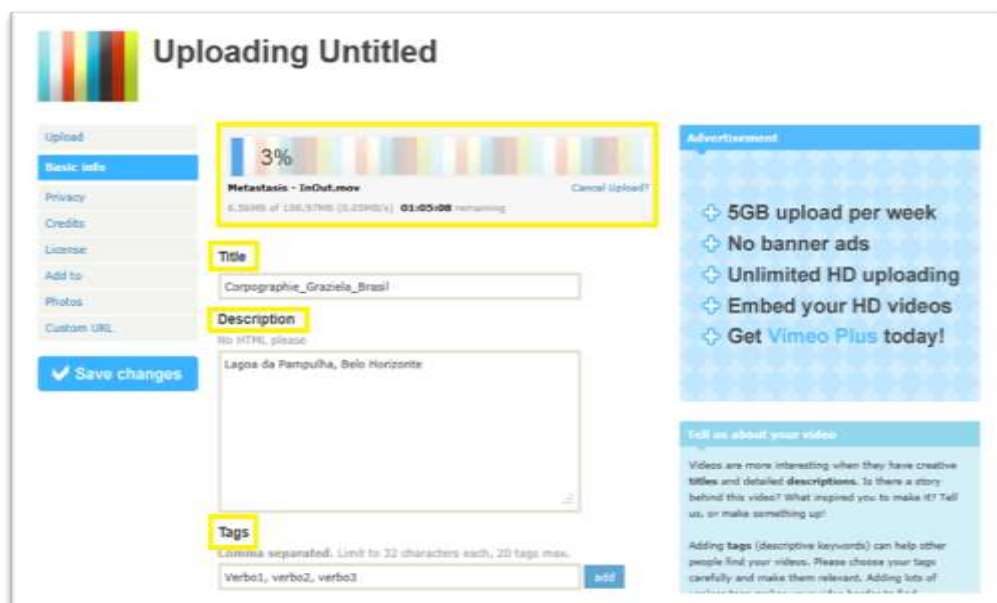 Uploading Untitled
Upload
Basic info
Privacy
Credits
License
Add to
Photos
Custom URL
Save changes
3%
Metastasis - InOut.mov
Cancel Upload?
01:05:08 remaining
Title
Corpographie_Graziela_Brasil
Description
No HTML please
Lagoa da Pampulha, Belo Horizonte
Tags
Comma separated. Limit to 32 characters each, 20 tags max.
Verbo1, verbo2, verbo3
add
Advertisement
5GB upload per week
No banner ads
Unlimited HD uploading
Embed your HD videos
Get Vimeo Plus today!
Tell us about your video
Videos are more interesting when they have creative
titles and detailed descriptions. Is there a story
behind this video? What inspired you to make it? Tell
us, or make something up!
Adding tags (descriptive keywords) can help other
people find your videos. Please choose your tags
carefully and make them relevant. Adding lots of